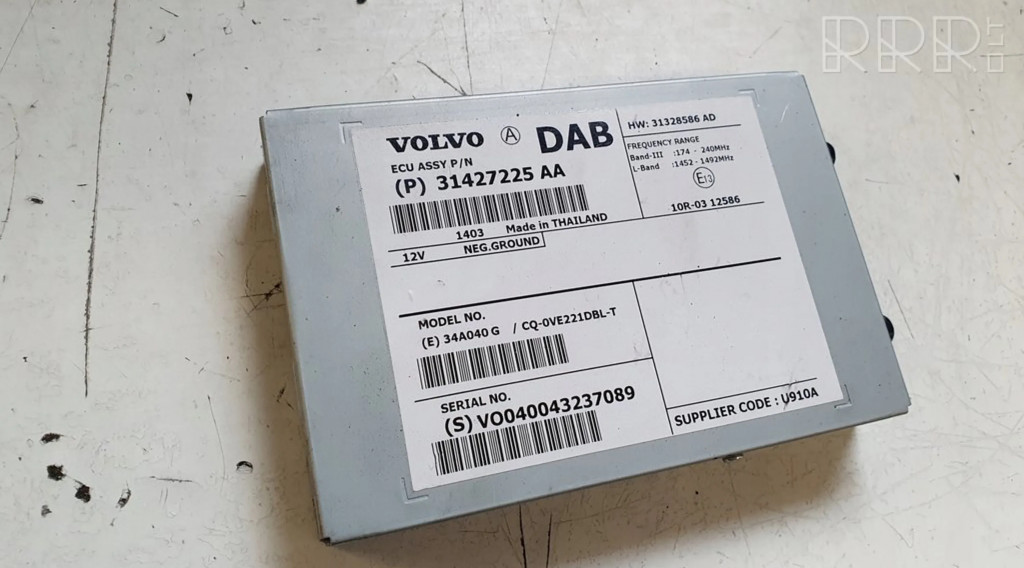 RRR.LT
VOLVO A DAB
ECU ASSY P/N
(P) 31427225 AA
1403 Made in THAILAND
12V NEG.GROUND
HW: 31328586 AD
FREQUENCY RANGE
Band-III :174 - 240MHz
L-Band :1452 - 1492MHz
E13
10R-03 12586
MODEL NO.
(E) 34A040 G / CQ-0VE221DBL-T
SERIAL NO.
(S) VO040043237089
SUPPLIER CODE : U910A